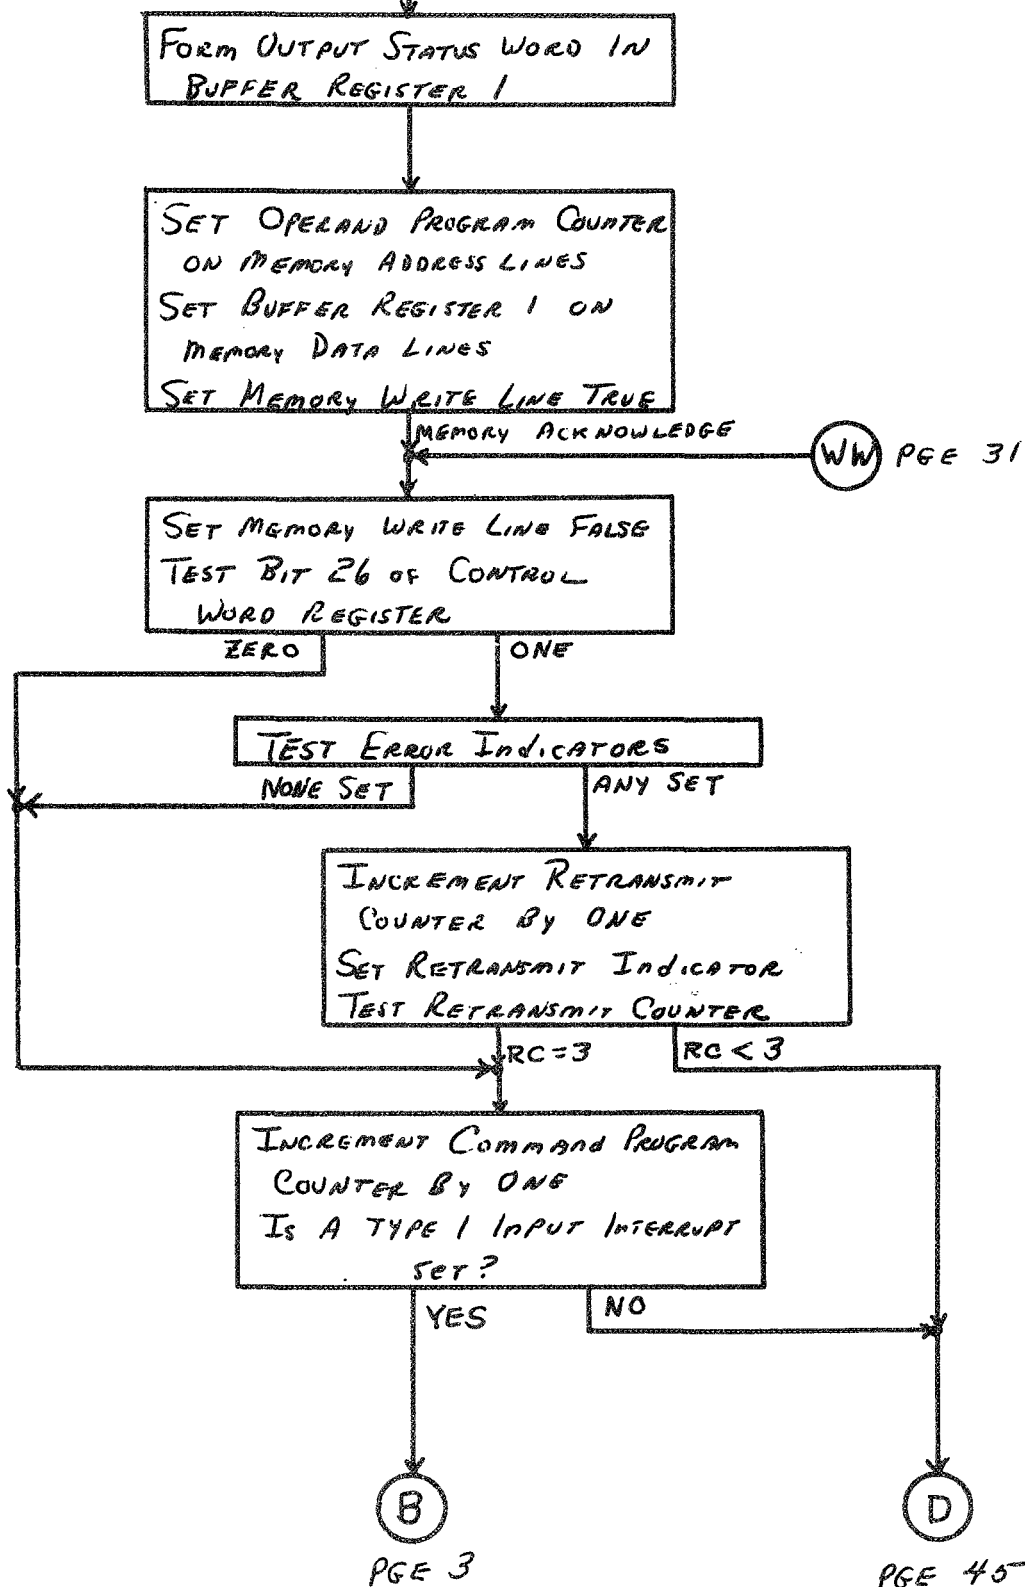 FORM OUTPUT STATUS WORD IN
BUFFER REGISTER 1
SET OPERAND PROGRAM COUNTER
ON MEMORY ADDRESS LINES
SET BUFFER REGISTER 1 ON
MEMORY DATA LINES
SET MEMORY WRITE LINE TRUE
MEMORY ACKNOWLEDGE
WW PGE 31
SET MEMORY WRITE LINE FALSE
TEST BIT 26 OF CONTROL
WORD REGISTER
ZERO
ONE
TEST ERROR INdICATORS
NONE SET
ANY SET
INCREMENT RETRANSMIT
COUNTER By ONE
SET RETRANSMIT INdICATOR
TEST RETRANSMIT COUNTER
RC=3
RC < 3
INCREMENT COMMANd PROGRAM
COUNTER By ONE
IS A TYPE 1 INPUT INTERRUPT
SET?
YES
NO
B
D
PGE 3
PGE 45